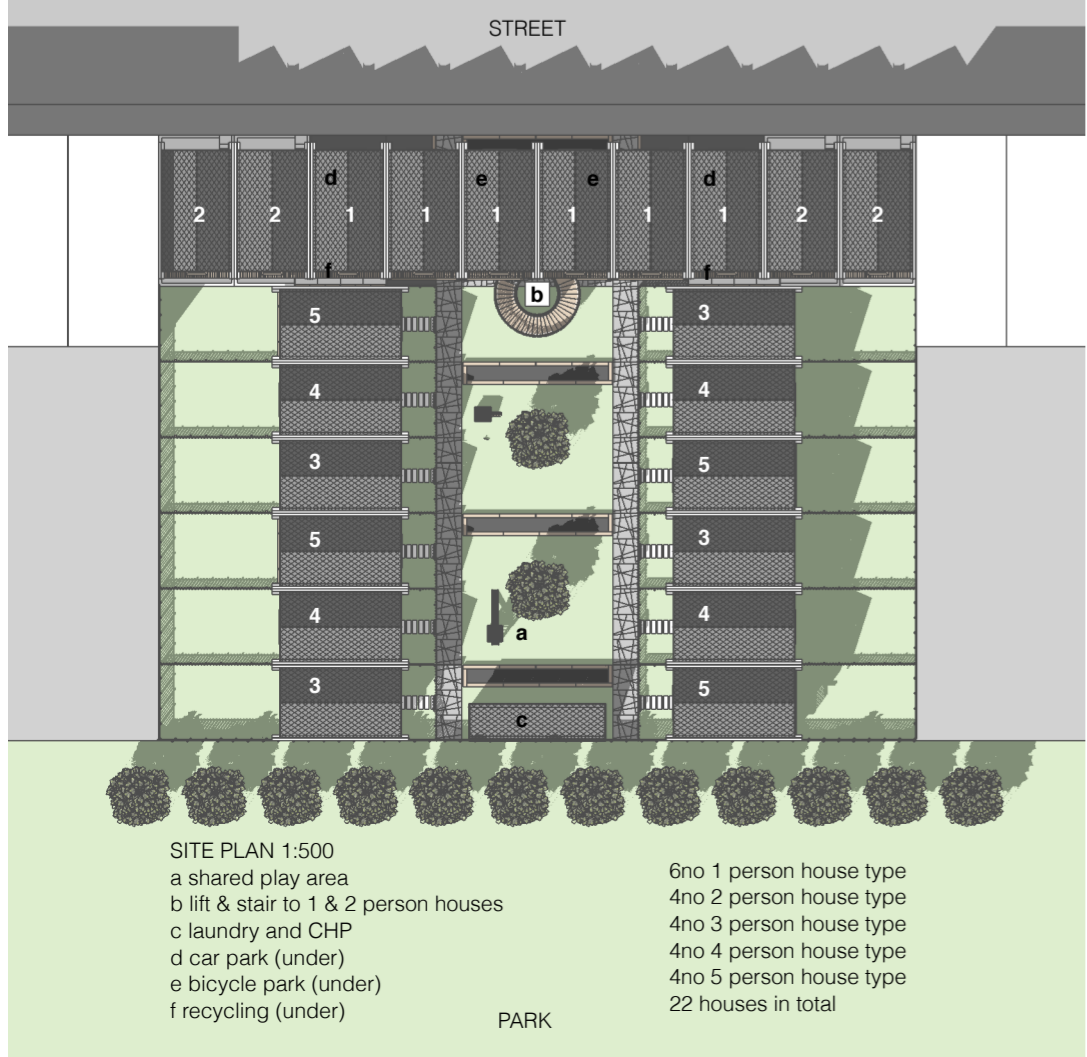 STREET
d e e d
2 2 1 1 1 1 1 1 2 2
f f
b
5 3
4 4
3 5
5 3
4 4
a
3 5
c
SITE PLAN 1:500
a shared play area
b lift & stair to 1 & 2 person houses
c laundry and CHP
d car park (under)
e bicycle park (under)
f recycling (under)
6no 1 person house type
4no 2 person house type
4no 3 person house type
4no 4 person house type
4no 5 person house type
22 houses in total
PARK